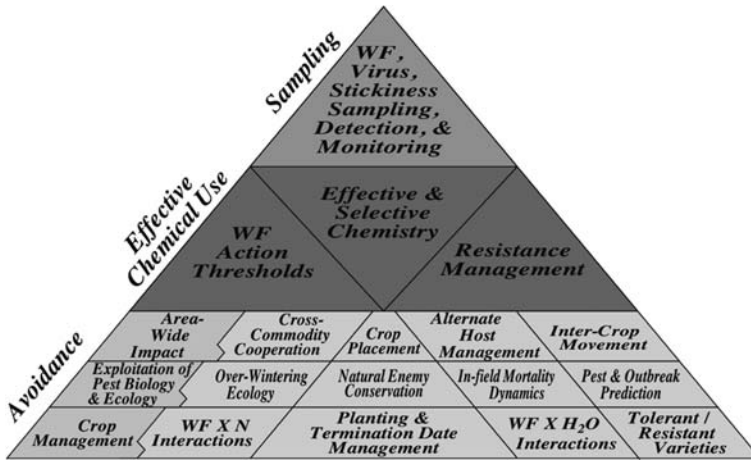 Sampling
WF,
Virus,
Stickiness
Sampling,
Detection, &
Monitoring
Effective
Chemical Use
WF
Action
Thresholds
Effective &
Selective
Chemistry
Resistance
Management
Avoidance
Area-
Wide
Impact
Cross-
Commodity
Cooperation
Crop
Placement
Alternate
Host
Management
Inter-Crop
Movement
Exploitation of
Pest Biology
& Ecology
Over-Wintering
Ecology
Natural Enemy
Conservation
In-field Mortality
Dynamics
Pest & Outbreak
Prediction
Crop
Management
WF X N
Interactions
Planting &
Termination Date
Management
WF X H₂O
Interactions
Tolerant /
Resistant
Varieties